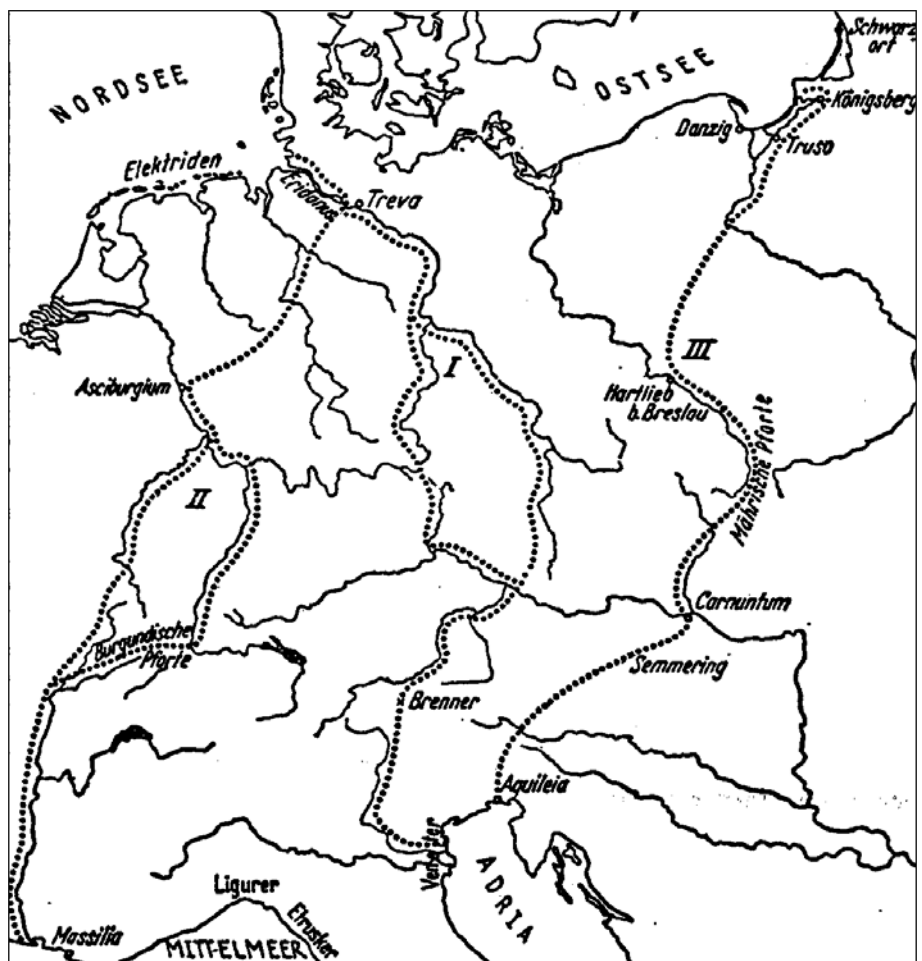 Schwarz
ort
NORDSEE
OSTSEE
Königsberg
Danzig
Truso
Elektriden
Eridanus
Treva
III
I
Asciburgium
Hartlieb
b. Breslau
Mährische Pforte
II
Carnuntum
Burgundische
Pforte
Semmering
Brenner
Aquileia
Veneter
ADRIA
Ligurer
Etrusker
Massilia
MITTELMEER